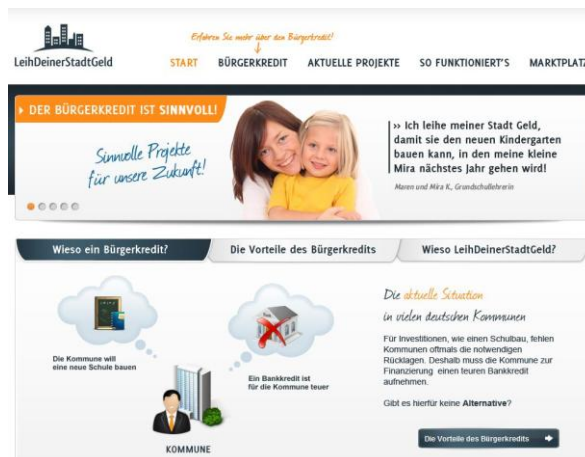 Erfahren Sie mehr über den Bürgerkredit!
LeihDeinerStadtGeld
START BÜRGERKREDIT AKTUELLE PROJEKTE SO FUNKTIONIERT'S MARKTPLATZ
DER BÜRGERKREDIT IST SINNVOLL!
Sinnvolle Projekte
für unsere Zukunft!
» Ich leihe meiner Stadt Geld,
damit sie den neuen Kindergarten
bauen kann, in den meine kleine
Mira nächstes Jahr gehen wird!
Maren und Mira K., Grundschullehrerin
Wieso ein Bürgerkredit? Die Vorteile des Bürgerkredits Wieso LeihDeinerStadtGeld?
Die Kommune will
eine neue Schule bauen
Ein Bankkredit ist
für die Kommune teuer
KOMMUNE
Die aktuelle Situation
in vielen deutschen Kommunen
Für Investitionen, wie einen Schulbau, fehlen
Kommunen oftmals die notwendigen
Rücklagen. Deshalb muss die Kommune zur
Finanzierung einen teuren Bankkredit
aufnehmen.
Gibt es hierfür keine Alternative?
Die Vorteile des Bürgerkredits